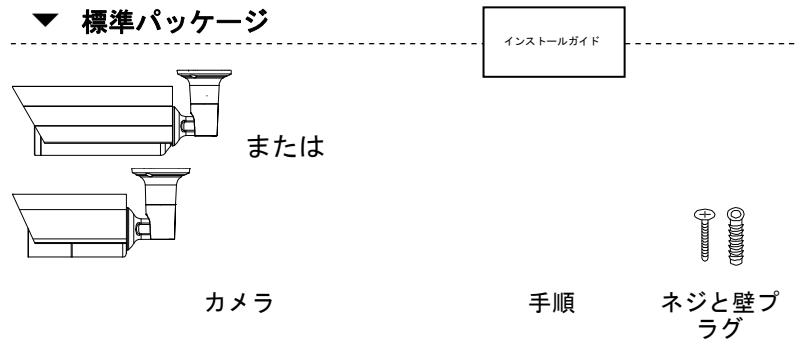 ▼ 標準パッケージ
インストールガイド
または
カメラ
手順
ネジと壁プ
ラグ